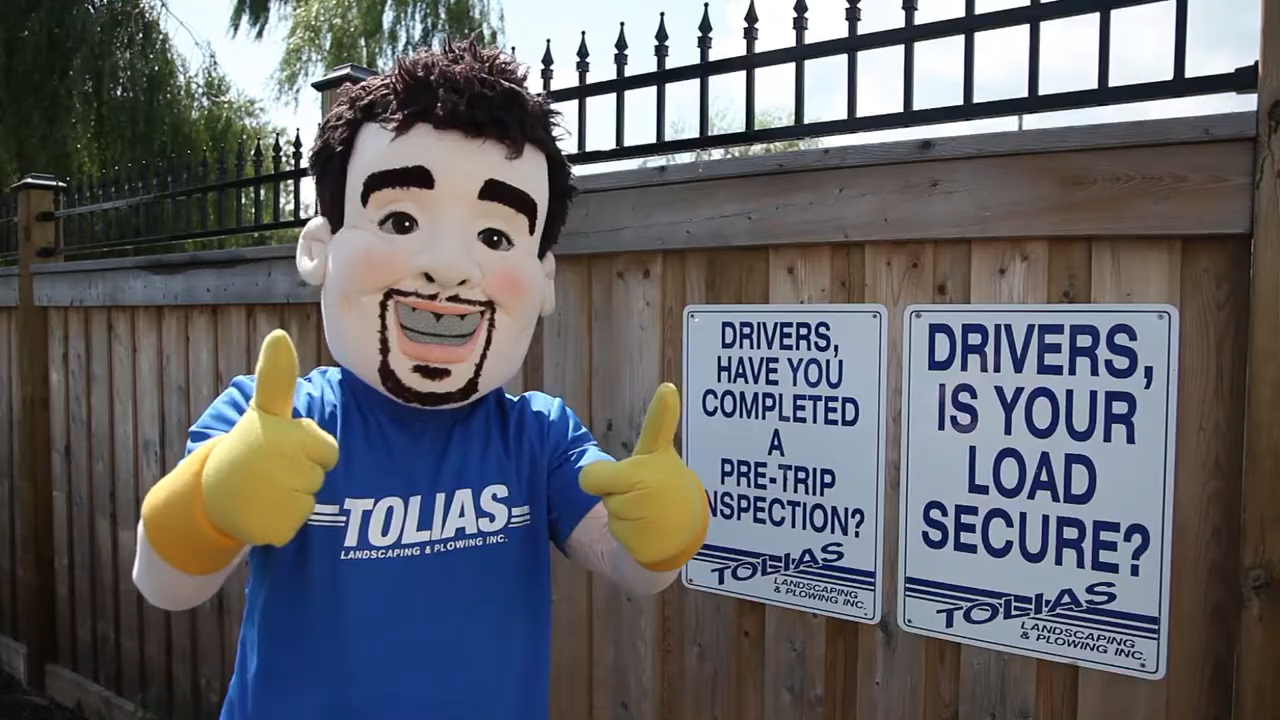 TOLIAS
LANDSCAPING & PLOWING INC.
DRIVERS,
HAVE YOU
COMPLETED
A
PRE-TRIP
INSPECTION?
TOLIAS
LANDSCAPING
& PLOWING INC.
DRIVERS,
IS YOUR
LOAD
SECURE?
TOLIAS
LANDSCAPING
& PLOWING INC.